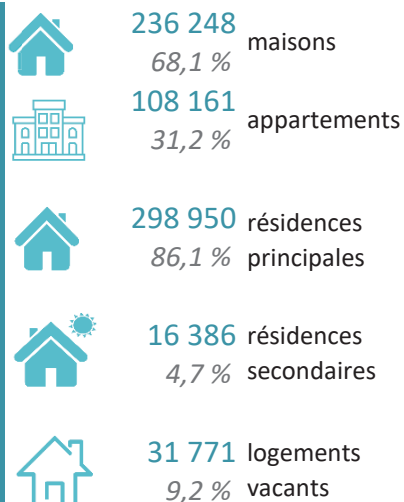 236 248
maisons
68,1 %
108 161
appartements
31,2 %
298 950 résidences
86,1 % principales
16 386 résidences
4,7 % secondaires
31 771 logements
9,2 % vacants